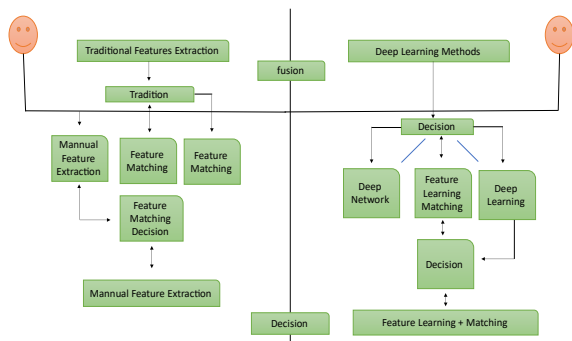 Traditional Features Extraction
fusion
Deep Learning Methods
Tradition
Decision
Mannual
Feature
Extraction
Feature
Matching
Feature
Matching
Deep
Network
Feature
Learning
Matching
Deep
Learning
Feature
Matching
Decision
Decision
Mannual Feature Extraction
Decision
Feature Learning + Matching